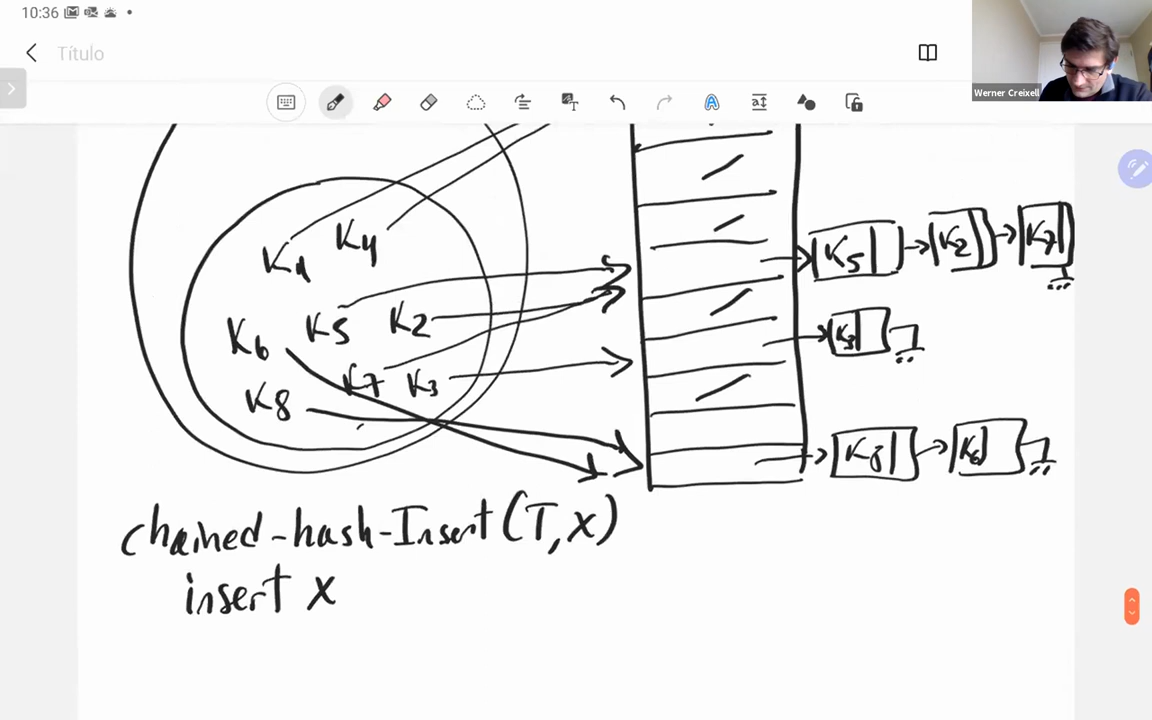 10:36
Título
Werner Creixell
K1 K4
K5 K2 K7
K6 K5 K2
K3
K7 K3
K8
K8 K6
chained-hash-Insert(T,x)
insert x